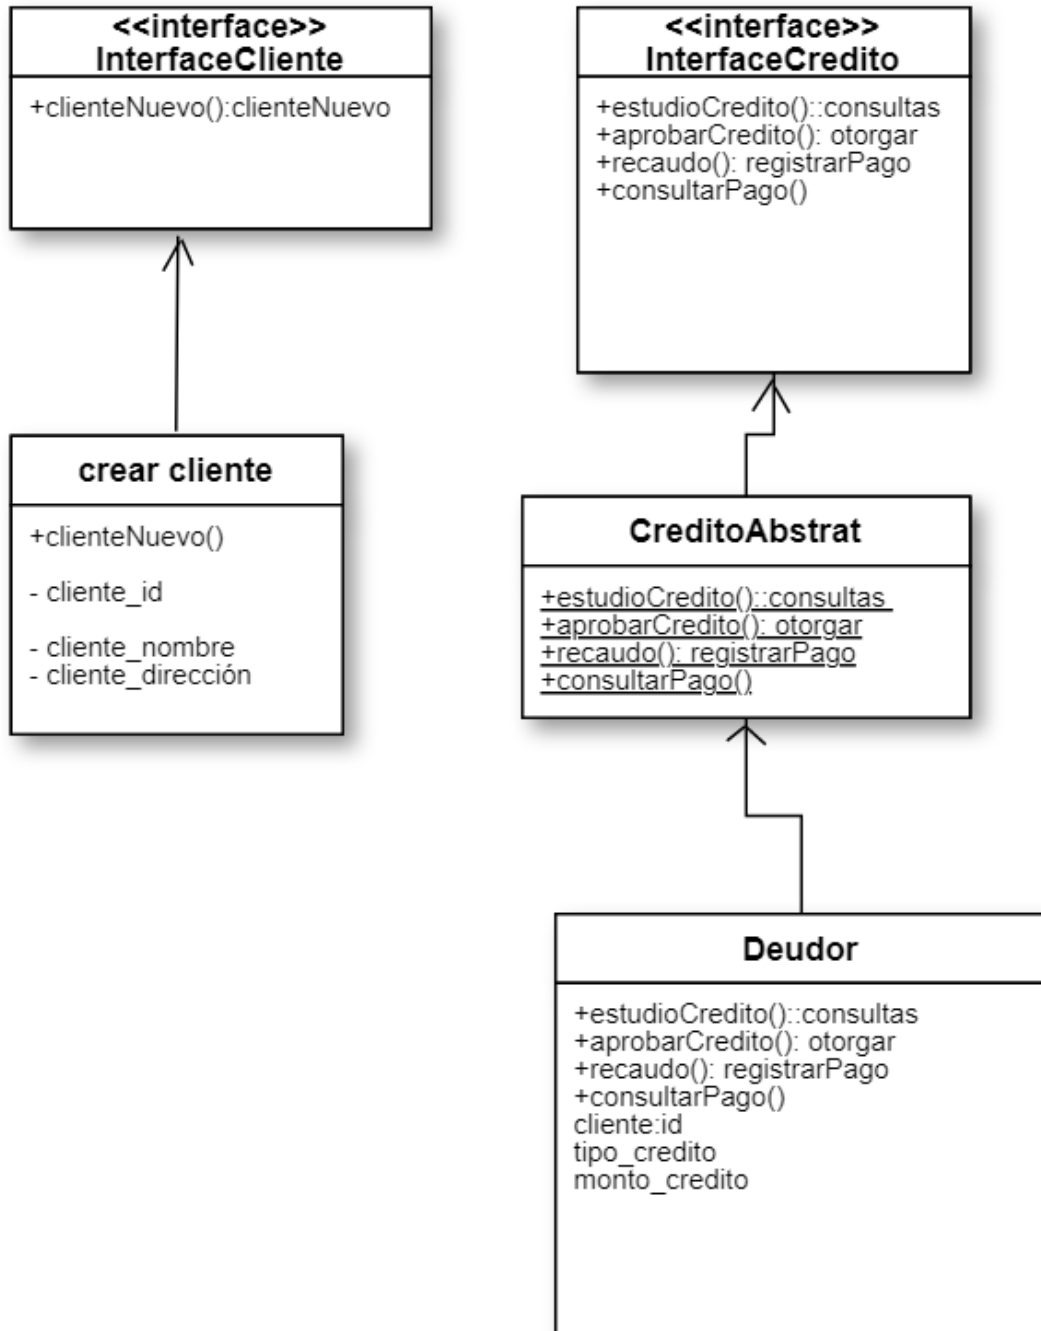 <<interface>>
InterfaceCliente
+clienteNuevo():clienteNuevo
<<interface>>
InterfaceCredito
+estudioCredito()::consultas
+aprobarCredito(): otorgar
+recaudo(): registrarPago
+consultarPago()
crear cliente
+clienteNuevo()
- cliente_id
- cliente_nombre
- cliente_dirección
CreditoAbstrat
+estudioCredito()::consultas
+aprobarCredito(): otorgar
+recaudo(): registrarPago
+consultarPago()
Deudor
+estudioCredito()::consultas
+aprobarCredito(): otorgar
+recaudo(): registrarPago
+consultarPago()
cliente:id
tipo_credito
monto_credito